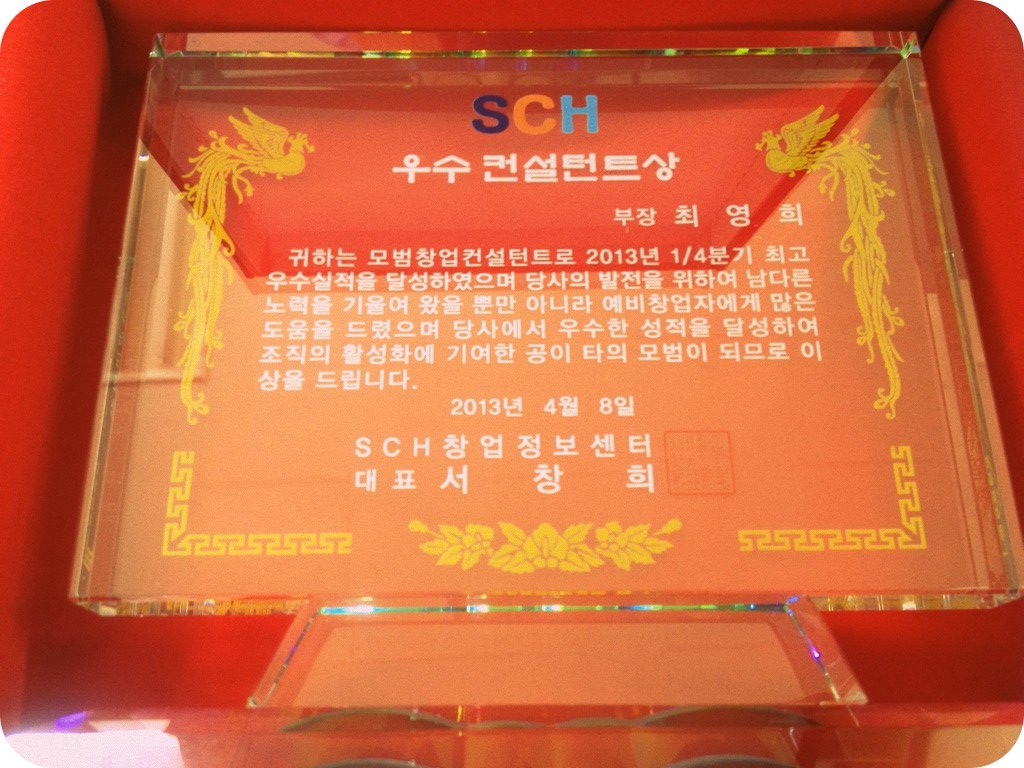 SCH
우수 컨설턴트상
부장 최 영 희
귀하는 모범창업컨설턴트로 2013년 1/4분기 최고
우수실적을 달성하였으며 당사의 발전을 위하여 남다른
노력을 기울여 왔을 뿐만 아니라 예비창업자에게 많은
도움을 드렸으며 당사에서 우수한 성적을 달성하여
조직의 활성화에 기여한 공이 타의 모범이 되므로 이
상을 드립니다.
2013년 4월 8일
SCH창업정보센터
대표 서 창 희